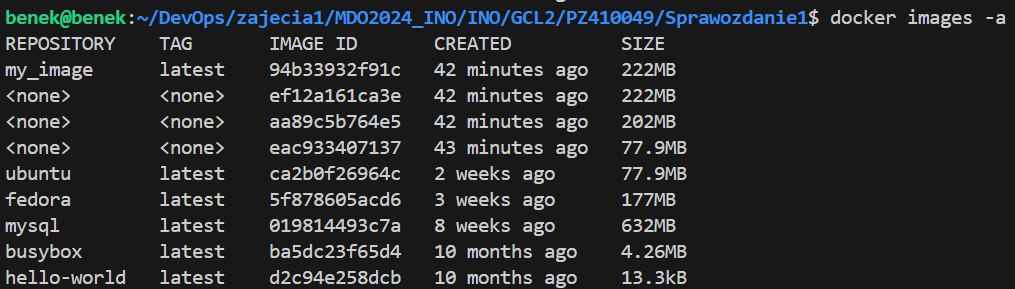 benek@benek:~/DevOps/zajecia1/MDO2024_INO/INO/GCL2/PZ410049/Sprawozdanie1$ docker images -a
REPOSITORY TAG IMAGE ID CREATED SIZE
my_image latest 94b33932f91c 42 minutes ago 222MB
<none> <none> ef12a161ca3e 42 minutes ago 222MB
<none> <none> aa89c5b764e5 42 minutes ago 202MB
<none> <none> eac933407137 43 minutes ago 77.9MB
ubuntu latest ca2b0f26964c 2 weeks ago 77.9MB
fedora latest 5f878605acd6 3 weeks ago 177MB
mysql latest 019814493c7a 8 weeks ago 632MB
busybox latest ba5dc23f65d4 10 months ago 4.26MB
hello-world latest d2c94e258dcb 10 months ago 13.3kB